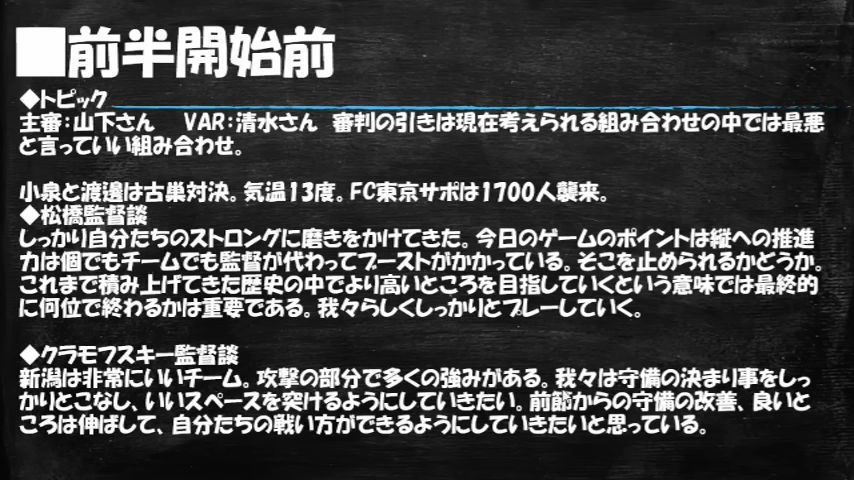 ■前半開始前
◆トピック
主審：山下さん　VAR：清水さん　審判の引きは現在考えられる組み合わせの中では最悪
と言っていい組み合わせ。
小泉と渡邊は古巣対決。気温13度。FC東京サポは1700人襲来。
◆松橋監督談
しっかり自分たちのストロングに磨きをかけてきた。今日のゲームのポイントは縦への推進
力は個でもチームでも監督が代わってブーストがかかっている。そこを止められるかどうか。
これまで積み上げてきた歴史の中でより高いところを目指していくという意味では最終的
に何位で終わるかは重要である。我々らしくしっかりとプレーしていく。
◆クラモフスキー監督談
新潟は非常にいいチーム。攻撃の部分で多くの強みがある。我々は守備の決まり事をしっ
かりとこなし、いいスペースを突けるようにしていきたい。前節からの守備の改善、良いと
ころは伸ばして、自分たちの戦い方ができるようにしていきたいと思っている。